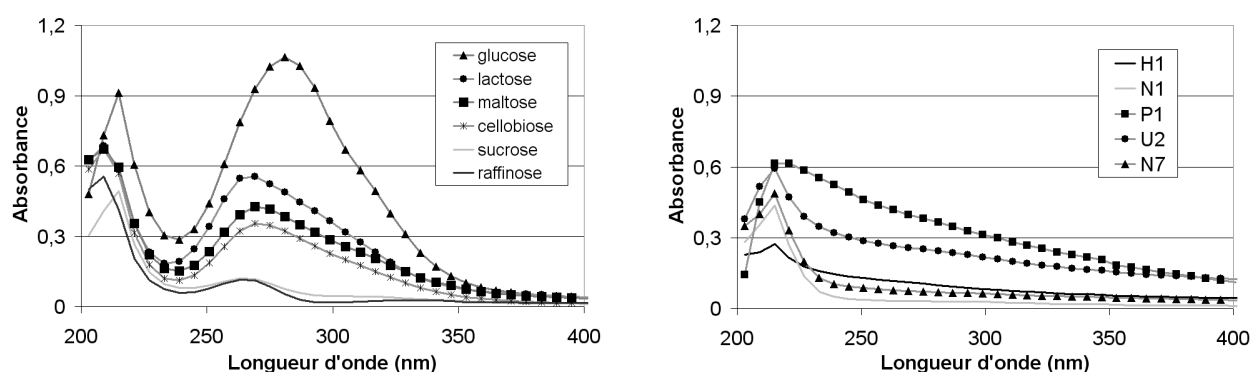 Absorbance
1,2
0,9
0,6
0,3
0
glucose
lactose
maltose
cellobiose
sucrose
raffinose
200 250 300 350 400
Longueur d'onde (nm)
Absorbance
1,2
0,9
0,6
0,3
0
H1
N1
P1
U2
N7
200 250 300 350 400
Longueur d'onde (nm)